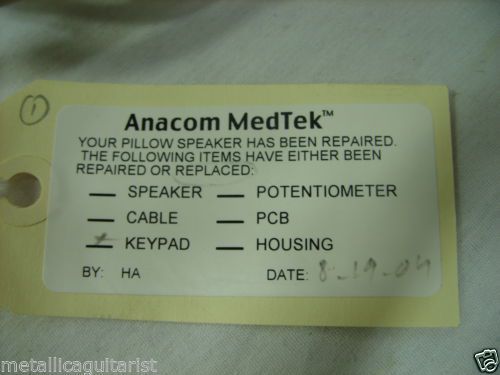 1
Anacom MedTek™
YOUR PILLOW SPEAKER HAS BEEN REPAIRED.
THE FOLLOWING ITEMS HAVE EITHER BEEN
REPAIRED OR REPLACED:
SPEAKER POTENTIOMETER
CABLE PCB
KEYPAD HOUSING
BY: HA DATE: 8-19-04
metallicaguitarist